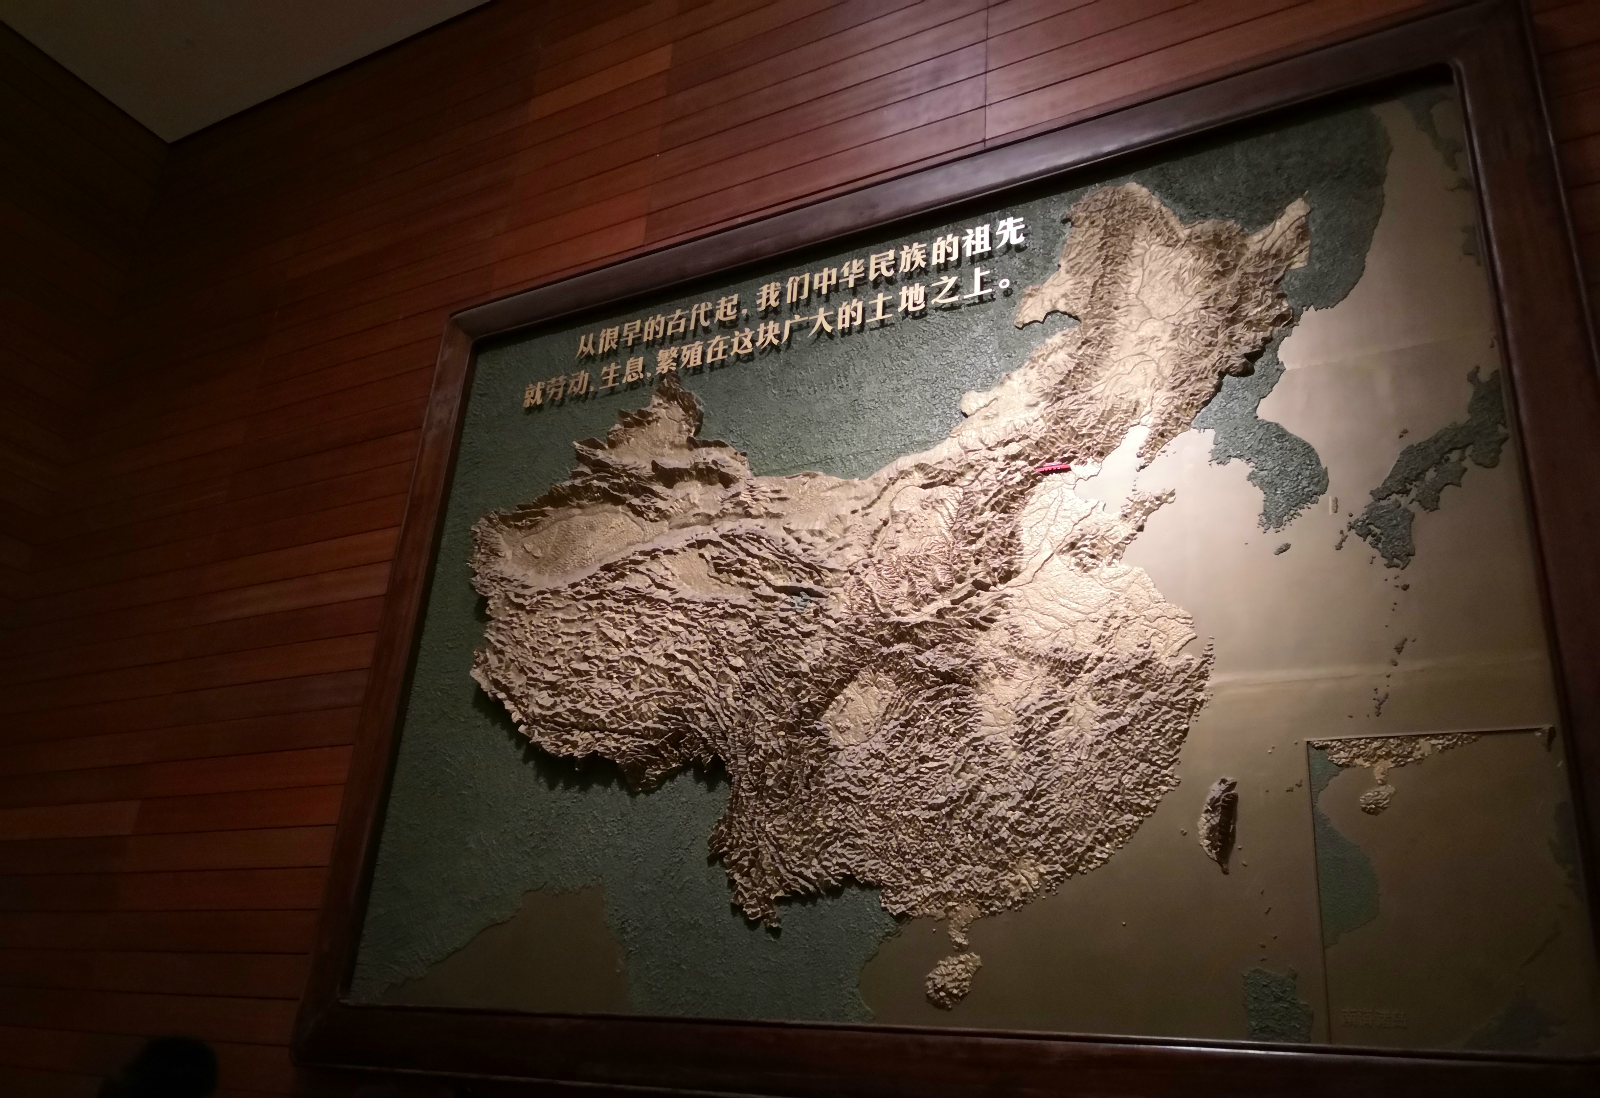 从很早的古代起，我们中华民族的祖先
就劳动、生息、繁殖在这块广大的土地之上。